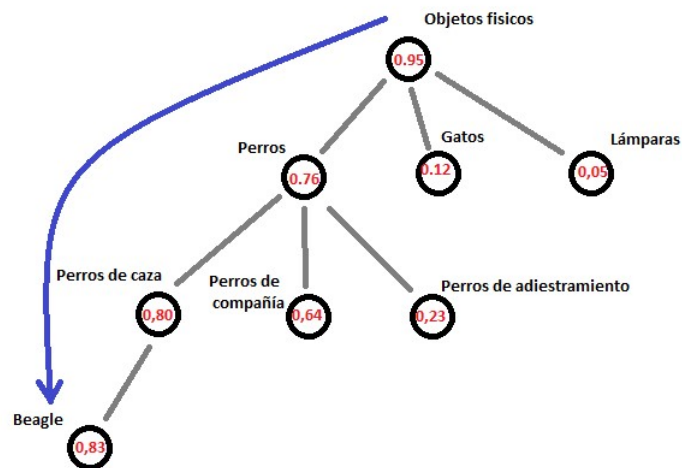 Objetos fisicos
0.95
Perros
Gatos
Lámparas
0.76
0.12
0,05
Perros de caza
Perros de
compañía
Perros de adiestramiento
0,80
0,64
0,23
Beagle
0,83